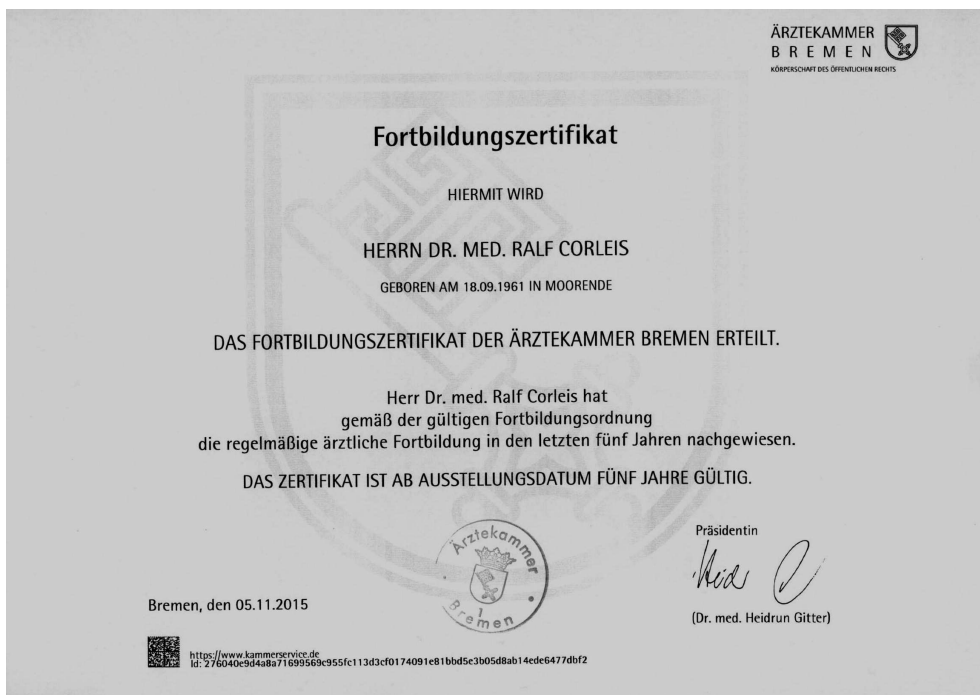 ÄRZTEKAMMER
BREMEN
KÖRPERSCHAFT DES ÖFFENTLICHEN RECHTS
Fortbildungszertifikat
HIERMIT WIRD
HERRN DR. MED. RALF CORLEIS
GEBOREN AM 18.09.1961 IN MOORENDE
DAS FORTBILDUNGSZERTIFIKAT DER ÄRZTEKAMMER BREMEN ERTEILT.
Herr Dr. med. Ralf Corleis hat
gemäß der gültigen Fortbildungsordnung
die regelmäßige ärztliche Fortbildung in den letzten fünf Jahren nachgewiesen.
DAS ZERTIFIKAT IST AB AUSSTELLUNGSDATUM FÜNF JAHRE GÜLTIG.
Ärztekammer
1
Bremen
Präsidentin
(Dr. med. Heidrun Gitter)
Bremen, den 05.11.2015
https://www.kammerservice.de
Id: 276040e9d4a8a71699569c955fc113d3cf0174091e81bbd5e3b05d8ab14ede6477dbf2